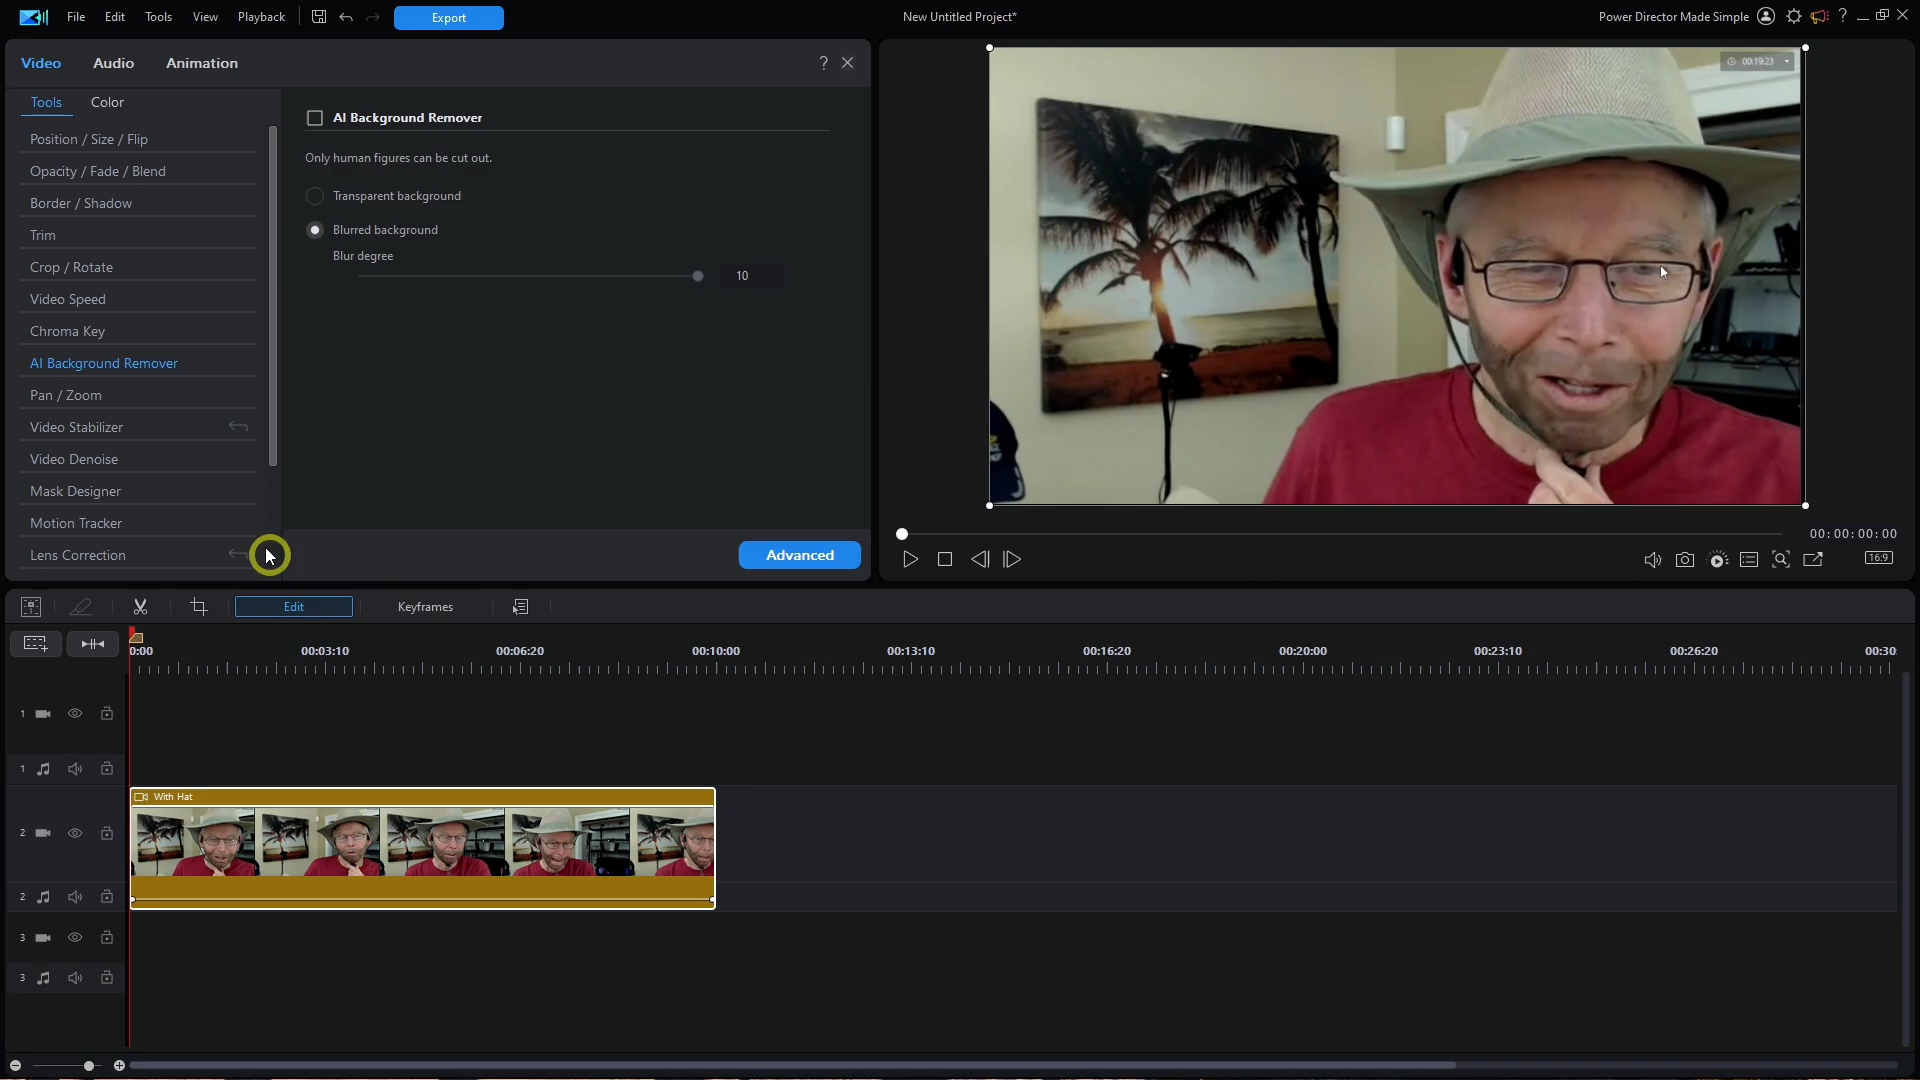 File Edit Tools View Playback Export New Untitled Project* Power Director Made Simple ?
Video Audio Animation ?
Tools Color
Position / Size / Flip
Opacity / Fade / Blend
Border / Shadow
Trim
Crop / Rotate
Video Speed
Chroma Key
AI Background Remover
Pan / Zoom
Video Stabilizer
Video Denoise
Mask Designer
Motion Tracker
Lens Correction
AI Background Remover
Only human figures can be cut out.
Transparent background
Blurred background
Blur degree
10
Advanced
00:19:23
00:00:00:00
16:9
Edit Keyframes
0:00 00:03:10 00:06:20 00:10:00 00:13:10 00:16:20 00:20:00 00:23:10 00:26:20 00:30
1
1
With Hat
2
2
3
3